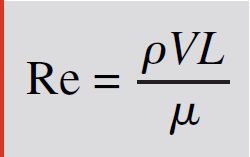 Re = ρVL / μ